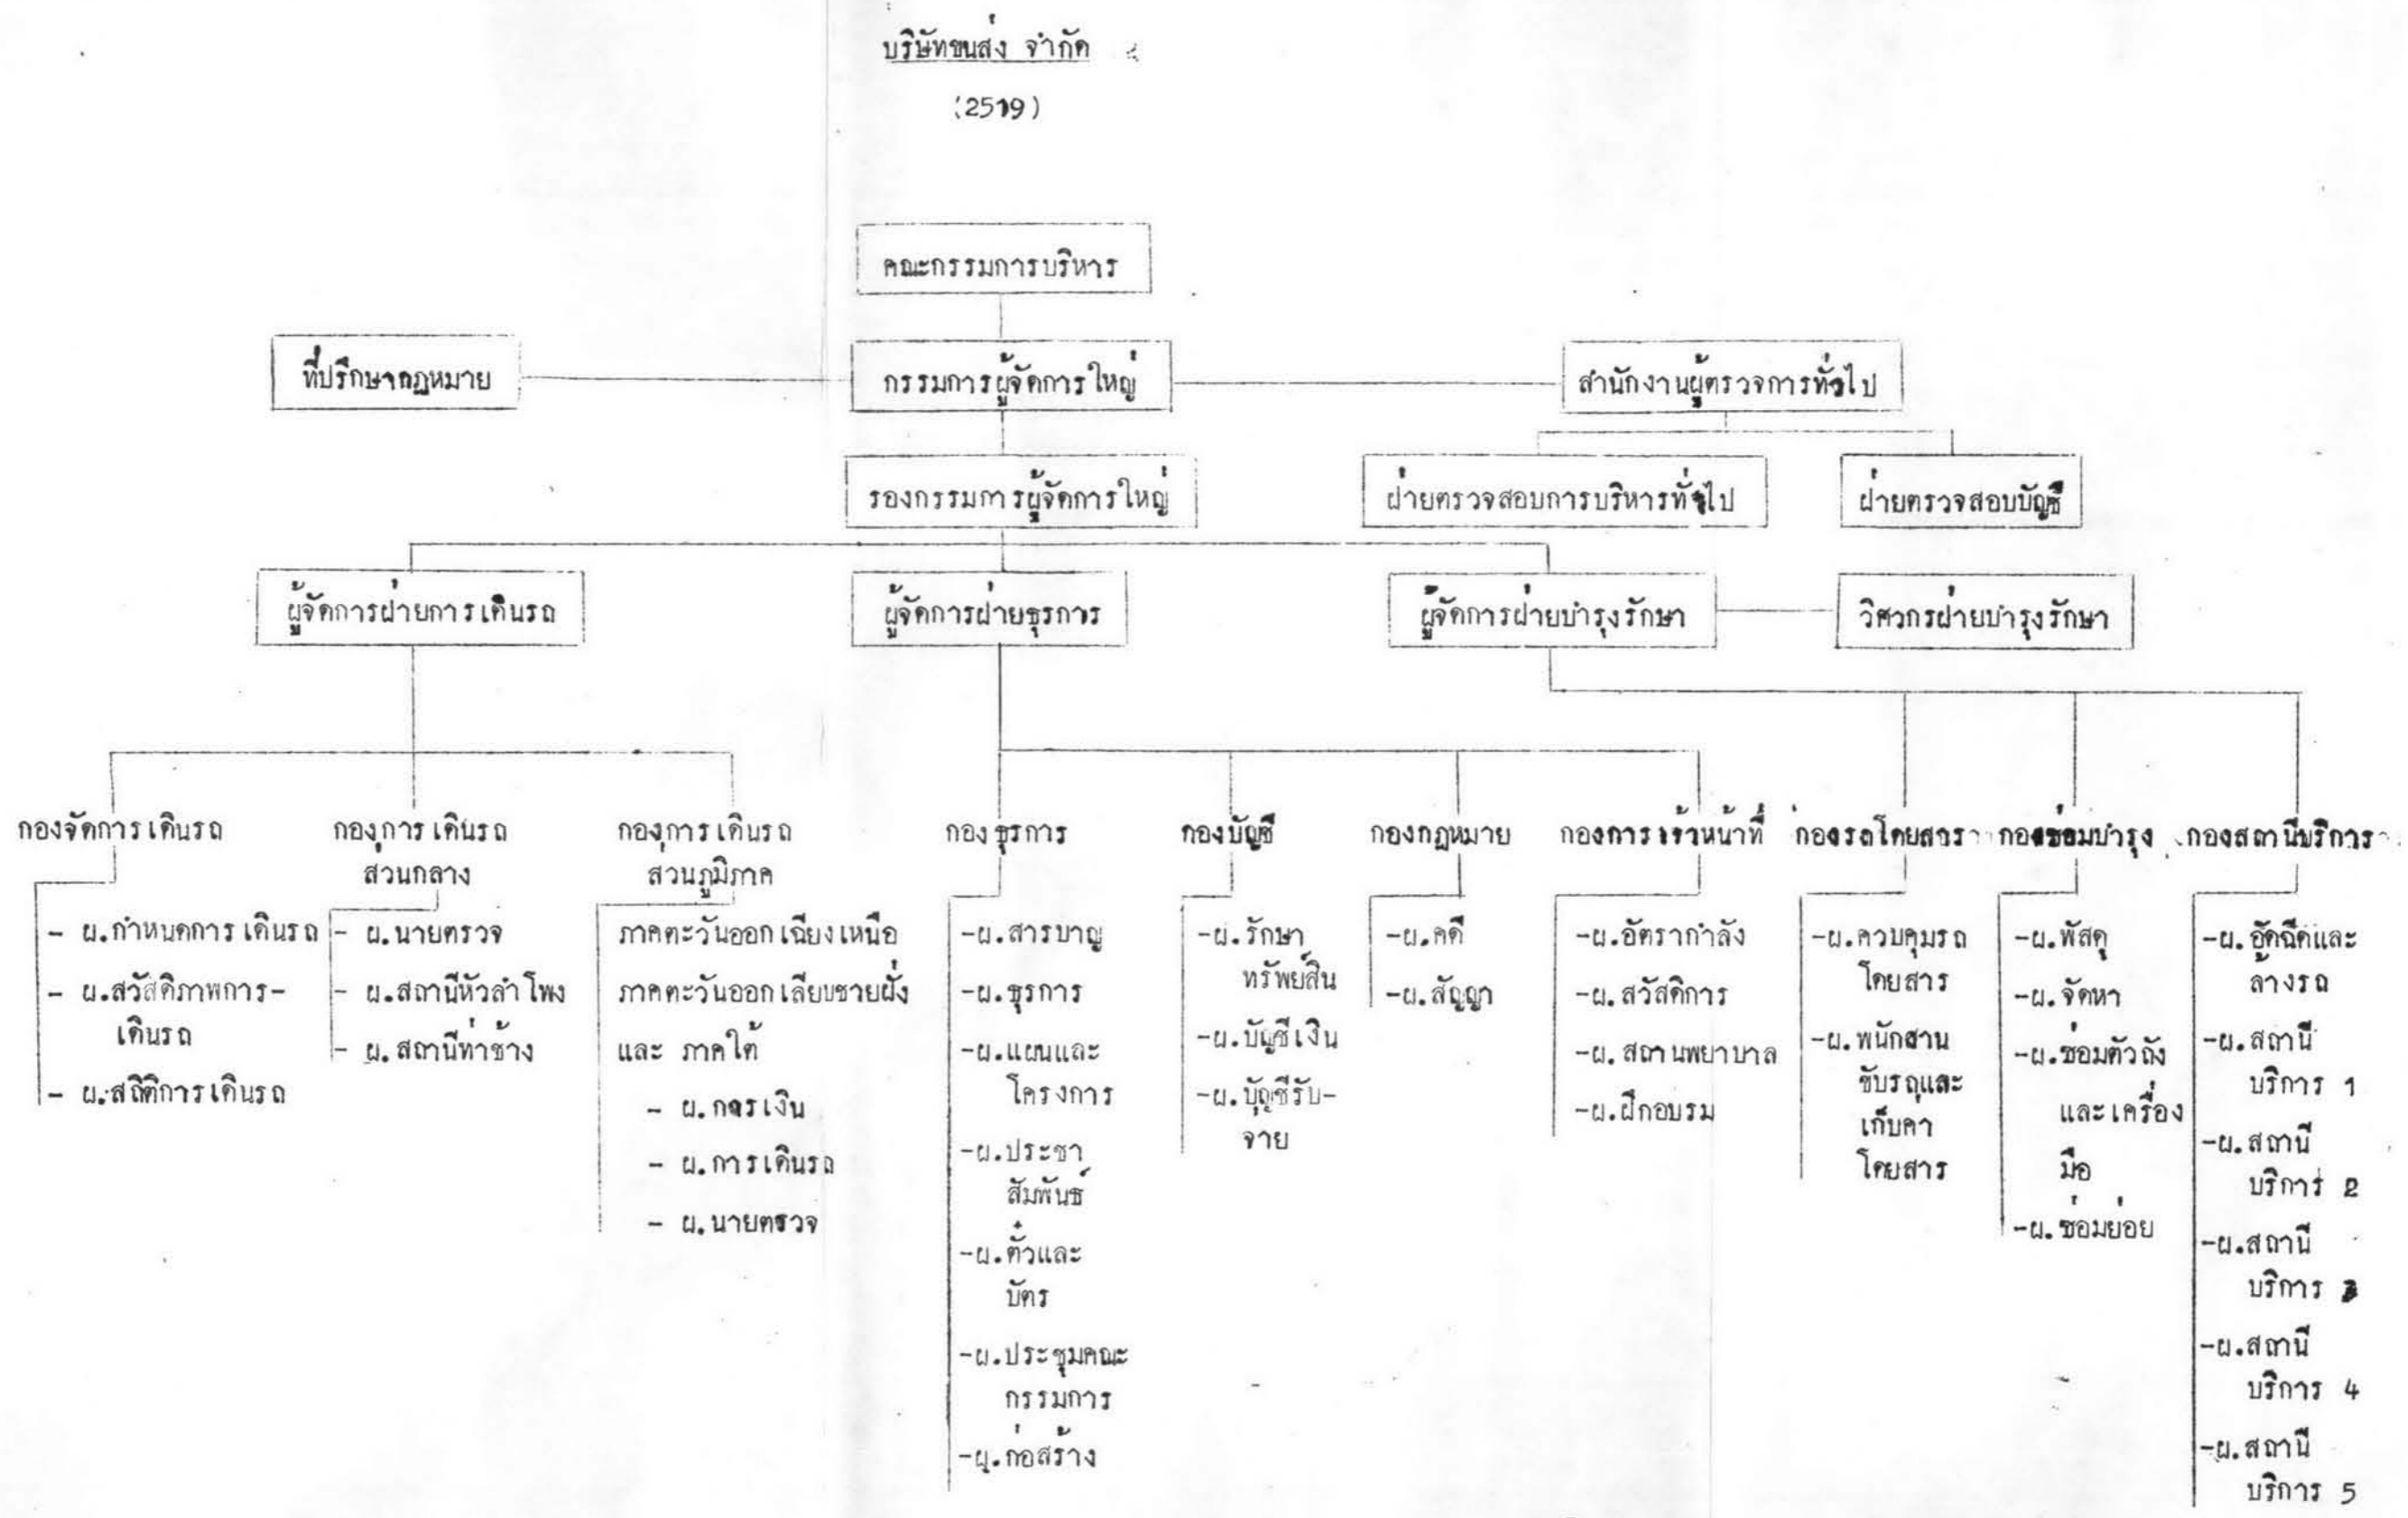 บริษัทขนส่ง จำกัด
(2519)
คณะกรรมการบริหาร
ที่ปรึกษากฎหมาย
กรรมการผู้จัดการใหญ่
สำนักงานผู้ตรวจการทั่วไป
รองกรรมการผู้จัดการใหญ่
ฝ่ายตรวจสอบการบริหารทั่วไป
ฝ่ายตรวจสอบบัญชี
ผู้จัดการฝ่ายการเดินรถ
ผู้จัดการฝ่ายธุรการ
ผู้จัดการฝ่ายบำรุงรักษา
วิศวกรฝ่ายบำรุงรักษา
กองจัดการเดินรถ
- ผ.กำหนดการเดินรถ
- ผ.สวัสดิภาพการ-
เดินรถ
- ผ.สถิติการเดินรถ
กองการเดินรถ
ส่วนกลาง
- ผ.นายตรวจ
- ผ.สถานีหัวลำโพง
- ผ.สถานีท่าช้าง
กองการเดินรถ
ส่วนภูมิภาค
ภาคตะวันออกเฉียงเหนือ
ภาคตะวันออกเลียบชายฝั่ง
และ ภาคใต้
- ผ.การเงิน
- ผ.การเดินรถ
- ผ.นายตรวจ
กองธุรการ
-ผ.สารบาญ
-ผ.ธุรการ
-ผ.แผนและ
โครงการ
-ผ.ประชา
สัมพันธ์
-ผ.ตั๋วและ
บัตร
-ผ.ประชุมคณะ
กรรมการ
-ผ.ก่อสร้าง
กองบัญชี
-ผ.รักษา
ทรัพย์สิน
-ผ.บัญชีเงิน
-ผ.บัญชีรับ-
จ่าย
กองกฎหมาย
-ผ.คดี
-ผ.สัญญา
กองการเจ้าหน้าที่
-ผ.อัตรากำลัง
-ผ.สวัสดิการ
-ผ.สถานพยาบาล
-ผ.ฝึกอบรม
กองรถโดยสาร
-ผ.ควบคุมรถ
โดยสาร
-ผ.พนักงาน
ขับรถและ
เก็บค่า
โดยสาร
กองซ่อมบำรุง
-ผ.พัสดุ
-ผ.จัดหา
-ผ.ซ่อมตัวถัง
และเครื่อง
มือ
-ผ.ซ่อมย่อย
กองสถานีบริการ
-ผ.อัดฉีดและ
ล้างรถ
-ผ.สถานี
บริการ 1
-ผ.สถานี
บริการ 2
-ผ.สถานี
บริการ 3
-ผ.สถานี
บริการ 4
-ผ.สถานี
บริการ 5